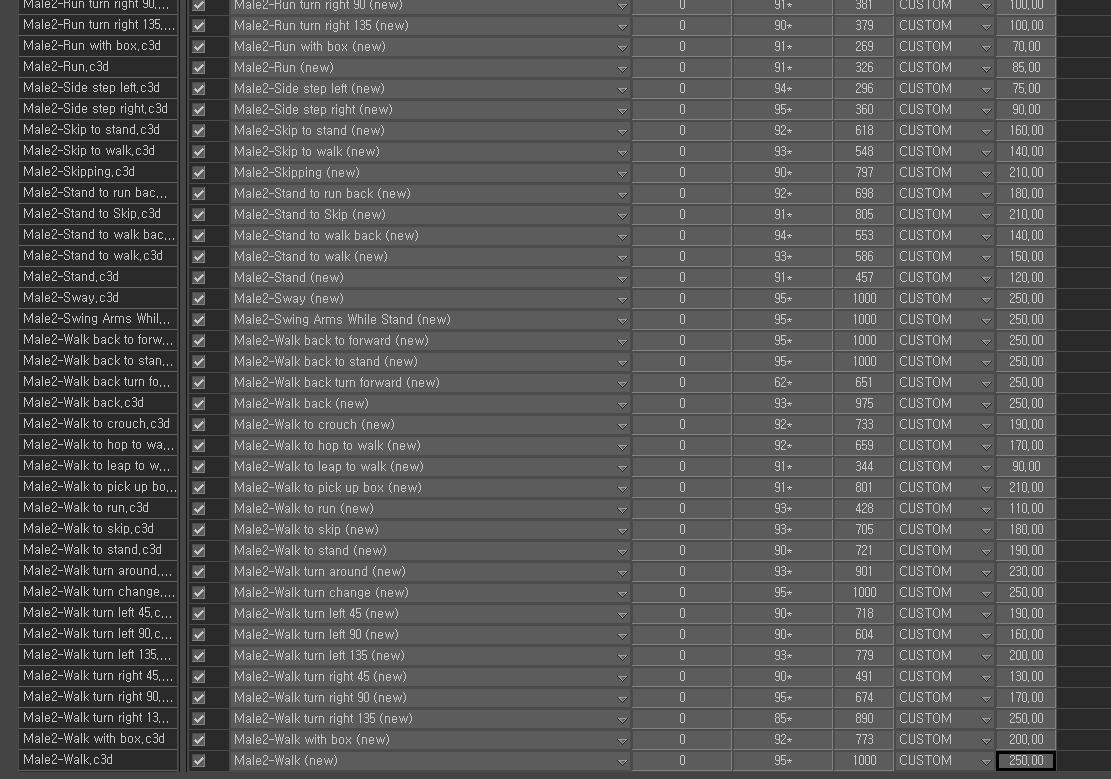 Male2-Run turn right 90,... Male2-Run turn right 90 (new) 0 91* 381 CUSTOM 100,00
Male2-Run turn right 135,... Male2-Run turn right 135 (new) 0 90* 379 CUSTOM 100,00
Male2-Run with box,c3d Male2-Run with box (new) 0 91* 269 CUSTOM 70,00
Male2-Run,c3d Male2-Run (new) 0 91* 326 CUSTOM 85,00
Male2-Side step left,c3d Male2-Side step left (new) 0 94* 296 CUSTOM 75,00
Male2-Side step right,c3d Male2-Side step right (new) 0 95* 360 CUSTOM 90,00
Male2-Skip to stand,c3d Male2-Skip to stand (new) 0 92* 618 CUSTOM 160,00
Male2-Skip to walk,c3d Male2-Skip to walk (new) 0 93* 548 CUSTOM 140,00
Male2-Skipping,c3d Male2-Skipping (new) 0 90* 797 CUSTOM 210,00
Male2-Stand to run bac,,, Male2-Stand to run back (new) 0 92* 698 CUSTOM 180,00
Male2-Stand to Skip,c3d Male2-Stand to Skip (new) 0 91* 805 CUSTOM 210,00
Male2-Stand to walk bac,,, Male2-Stand to walk back (new) 0 94* 553 CUSTOM 140,00
Male2-Stand to walk,c3d Male2-Stand to walk (new) 0 93* 586 CUSTOM 150,00
Male2-Stand,c3d Male2-Stand (new) 0 91* 457 CUSTOM 120,00
Male2-Sway,c3d Male2-Sway (new) 0 95* 1000 CUSTOM 250,00
Male2-Swing Arms Whil,,, Male2-Swing Arms While Stand (new) 0 95* 1000 CUSTOM 250,00
Male2-Walk back to forw,,, Male2-Walk back to forward (new) 0 95* 1000 CUSTOM 250,00
Male2-Walk back to stan,,, Male2-Walk back to stand (new) 0 95* 1000 CUSTOM 250,00
Male2-Walk back turn fo,,, Male2-Walk back turn forward (new) 0 62* 651 CUSTOM 250,00
Male2-Walk back,c3d Male2-Walk back (new) 0 93* 975 CUSTOM 250,00
Male2-Walk to crouch,c3d Male2-Walk to crouch (new) 0 92* 733 CUSTOM 190,00
Male2-Walk to hop to wa,,, Male2-Walk to hop to walk (new) 0 92* 659 CUSTOM 170,00
Male2-Walk to leap to w,,, Male2-Walk to leap to walk (new) 0 91* 344 CUSTOM 90,00
Male2-Walk to pick up bo,,, Male2-Walk to pick up box (new) 0 91* 801 CUSTOM 210,00
Male2-Walk to run,c3d Male2-Walk to run (new) 0 93* 428 CUSTOM 110,00
Male2-Walk to skip,c3d Male2-Walk to skip (new) 0 93* 705 CUSTOM 180,00
Male2-Walk to stand,c3d Male2-Walk to stand (new) 0 90* 721 CUSTOM 190,00
Male2-Walk turn around,,,, Male2-Walk turn around (new) 0 93* 901 CUSTOM 230,00
Male2-Walk turn change,,,, Male2-Walk turn change (new) 0 95* 1000 CUSTOM 250,00
Male2-Walk turn left 45,c,,, Male2-Walk turn left 45 (new) 0 90* 718 CUSTOM 190,00
Male2-Walk turn left 90,c,,, Male2-Walk turn left 90 (new) 0 90* 604 CUSTOM 160,00
Male2-Walk turn left 135,,,, Male2-Walk turn left 135 (new) 0 93* 779 CUSTOM 200,00
Male2-Walk turn right 45,,,, Male2-Walk turn right 45 (new) 0 90* 491 CUSTOM 130,00
Male2-Walk turn right 90,,,, Male2-Walk turn right 90 (new) 0 95* 674 CUSTOM 170,00
Male2-Walk turn right 13,,, Male2-Walk turn right 135 (new) 0 85* 890 CUSTOM 250,00
Male2-Walk with box,c3d Male2-Walk with box (new) 0 92* 773 CUSTOM 200,00
Male2-Walk,c3d Male2-Walk (new) 0 95* 1000 CUSTOM 250,00